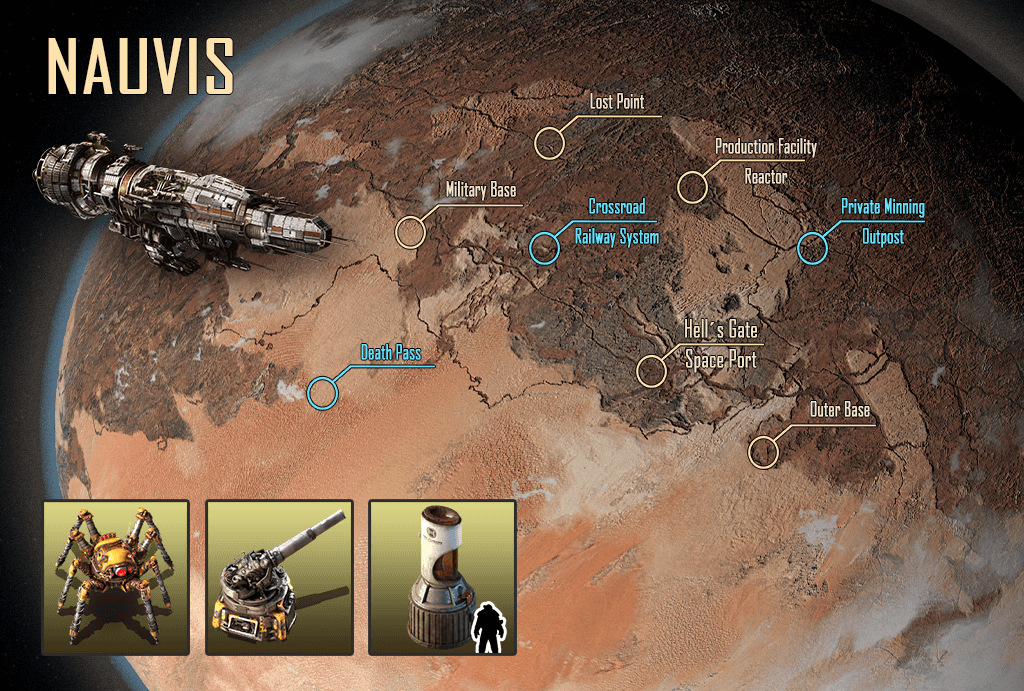 NAUVIS
Lost Point
Production Facility
Reactor
Military Base
Crossroad
Railway System
Private Minning
Outpost
Hell´s Gate
Space Port
Death Pass
Outer Base